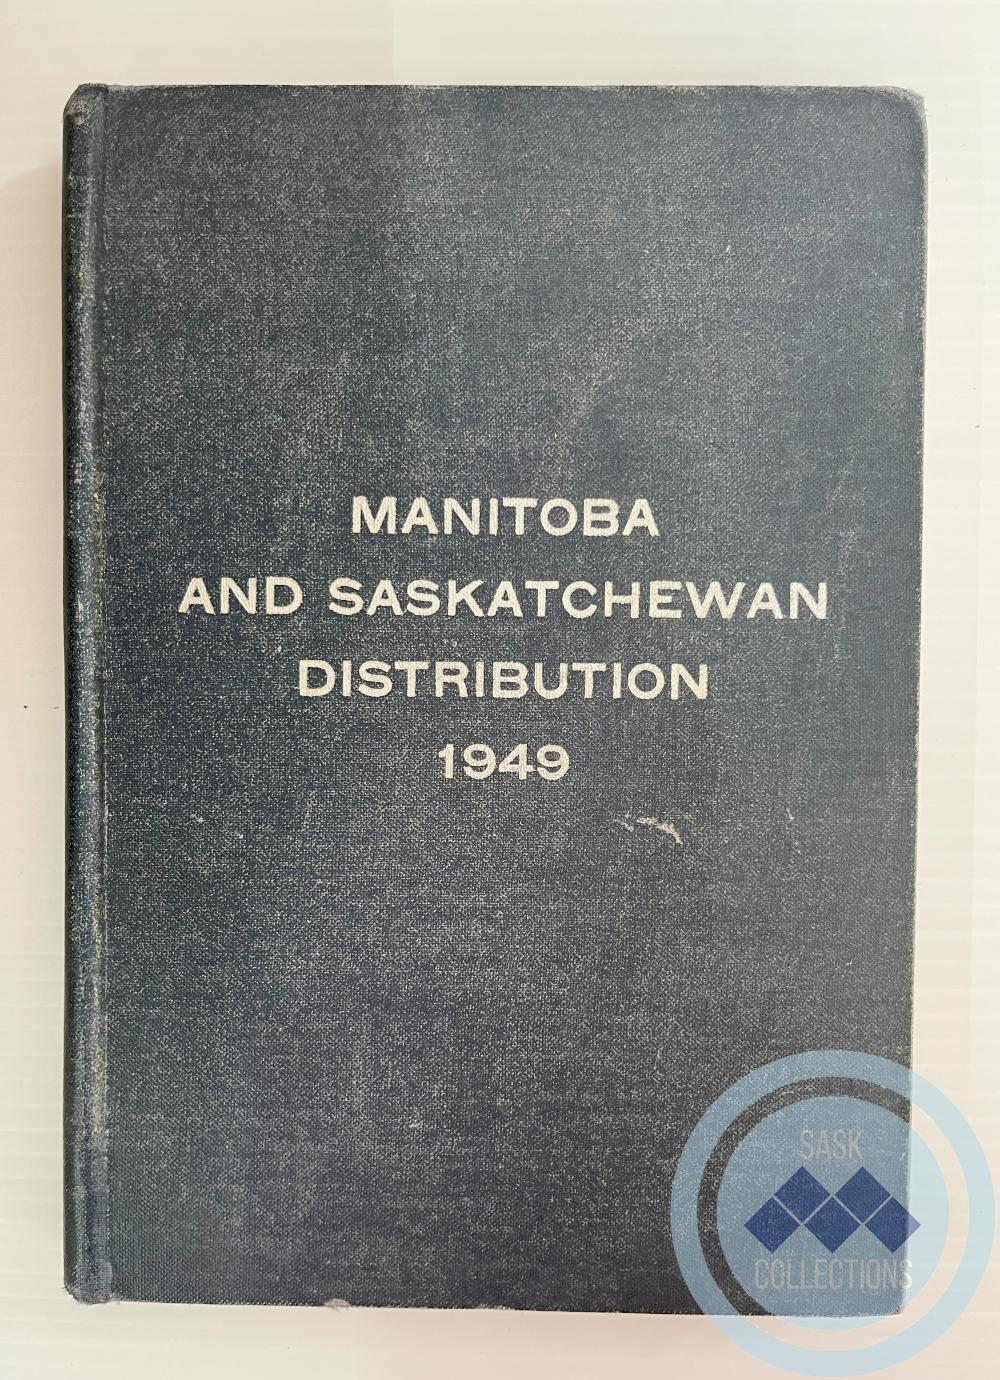 MANITOBA
AND SASKATCHEWAN
DISTRIBUTION
1949
SASK
COLLECTIONS